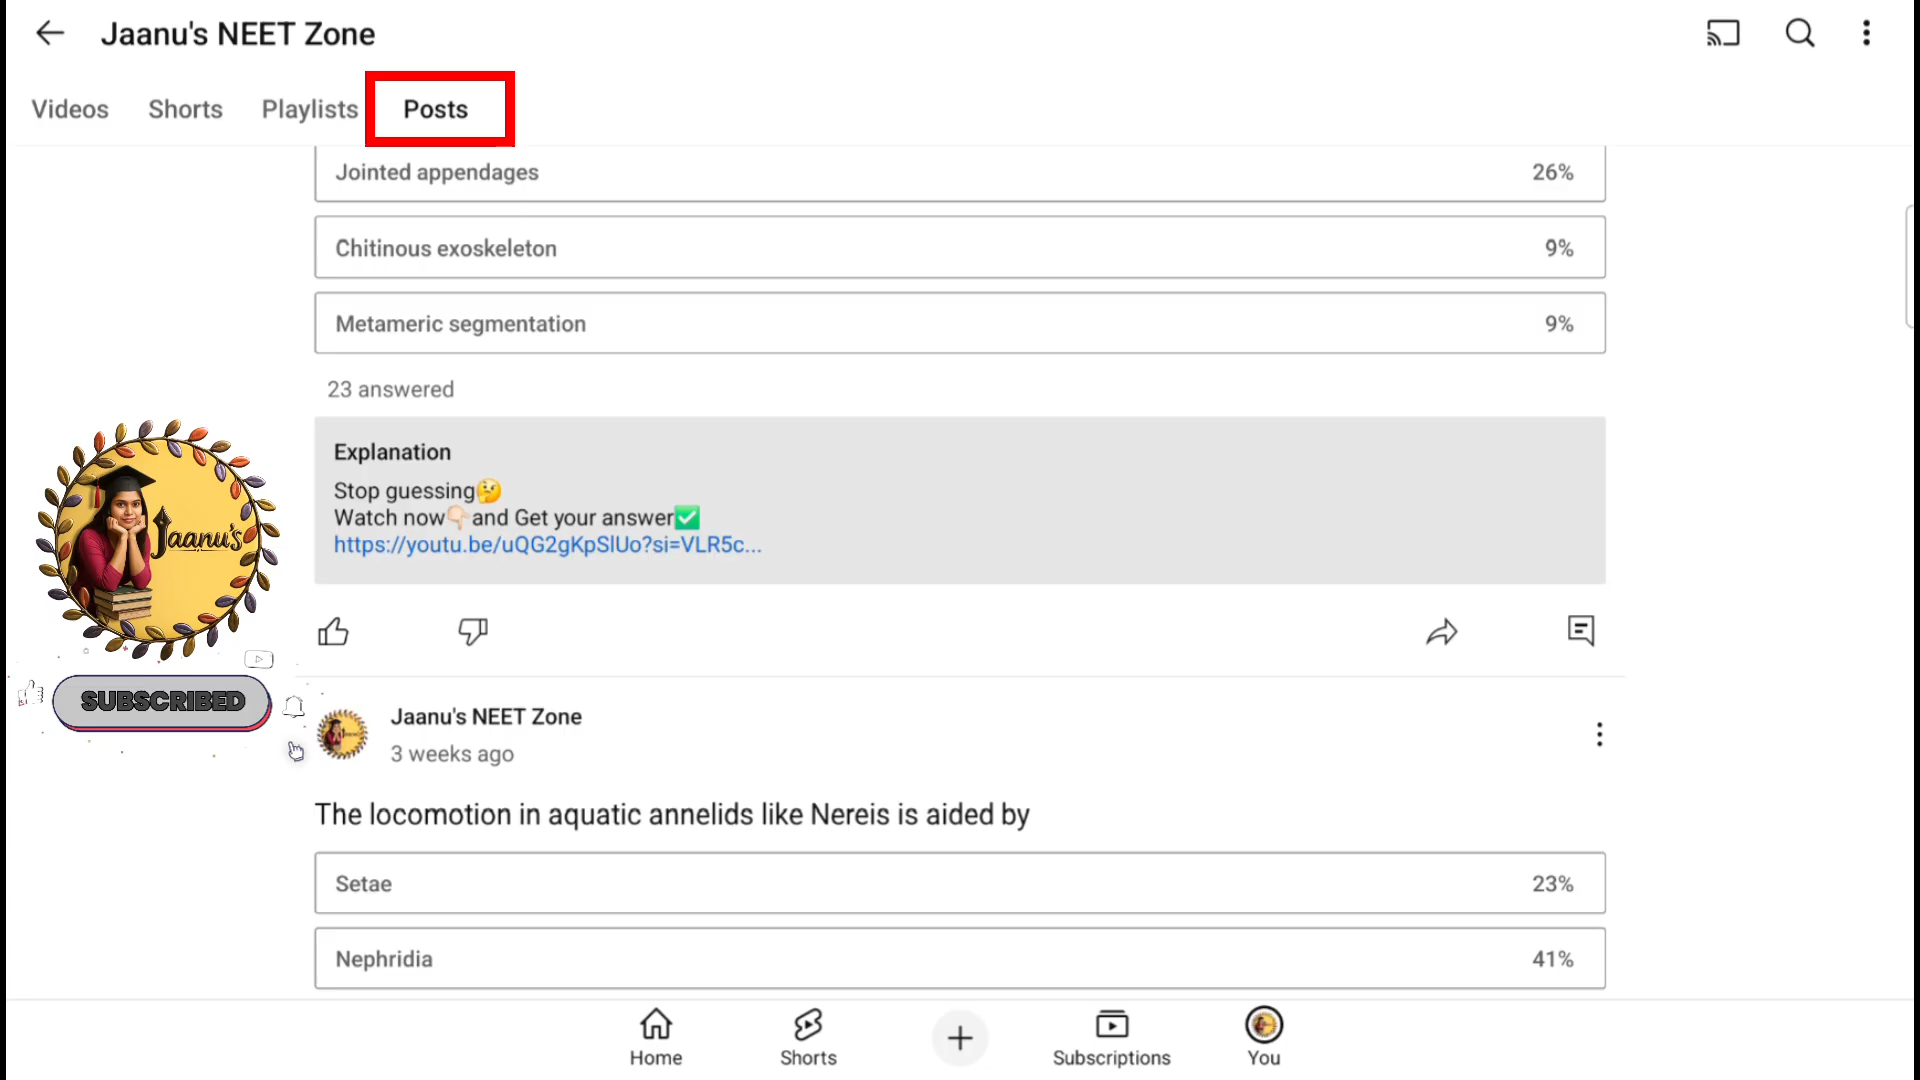 Jaanu's NEET Zone
Videos Shorts Playlists Posts
Jointed appendages 26%
Chitinous exoskeleton 9%
Metameric segmentation 9%
23 answered
Explanation
Stop guessing🤔
Watch now👇🏻and Get your answer✅
https://youtu.be/uQG2gKpSlUo?si=VLR5c...
Jaanu's
SUBSCRIBED
Jaanu's NEET Zone
3 weeks ago
The locomotion in aquatic annelids like Nereis is aided by
Setae 23%
Nephridia 41%
Home Shorts Subscriptions You